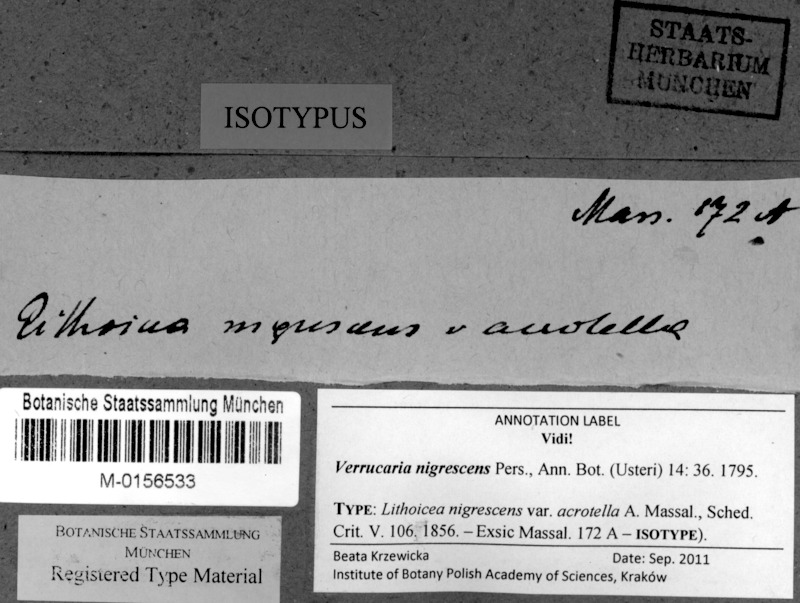 STAATS-
HERBARIUM
MÜNCHEN
ISOTYPUS
Mass. 172 A
Lithoicea nigrescens v acrotella
Botanische Staatssammlung München
M-0156533
BOTANISCHE STAATSSAMMLUNG
MÜNCHEN
Registered Type Material
ANNOTATION LABEL
Vidi!
Verrucaria nigrescens Pers., Ann. Bot. (Usteri) 14: 36. 1795.
TYPE: Lithoicea nigrescens var. acrotella A. Massal., Sched.
Crit. V. 106. 1856. – Exsic Massal. 172 A – ISOTYPE).
Beata Krzewicka Date: Sep. 2011
Institute of Botany Polish Academy of Sciences, Kraków